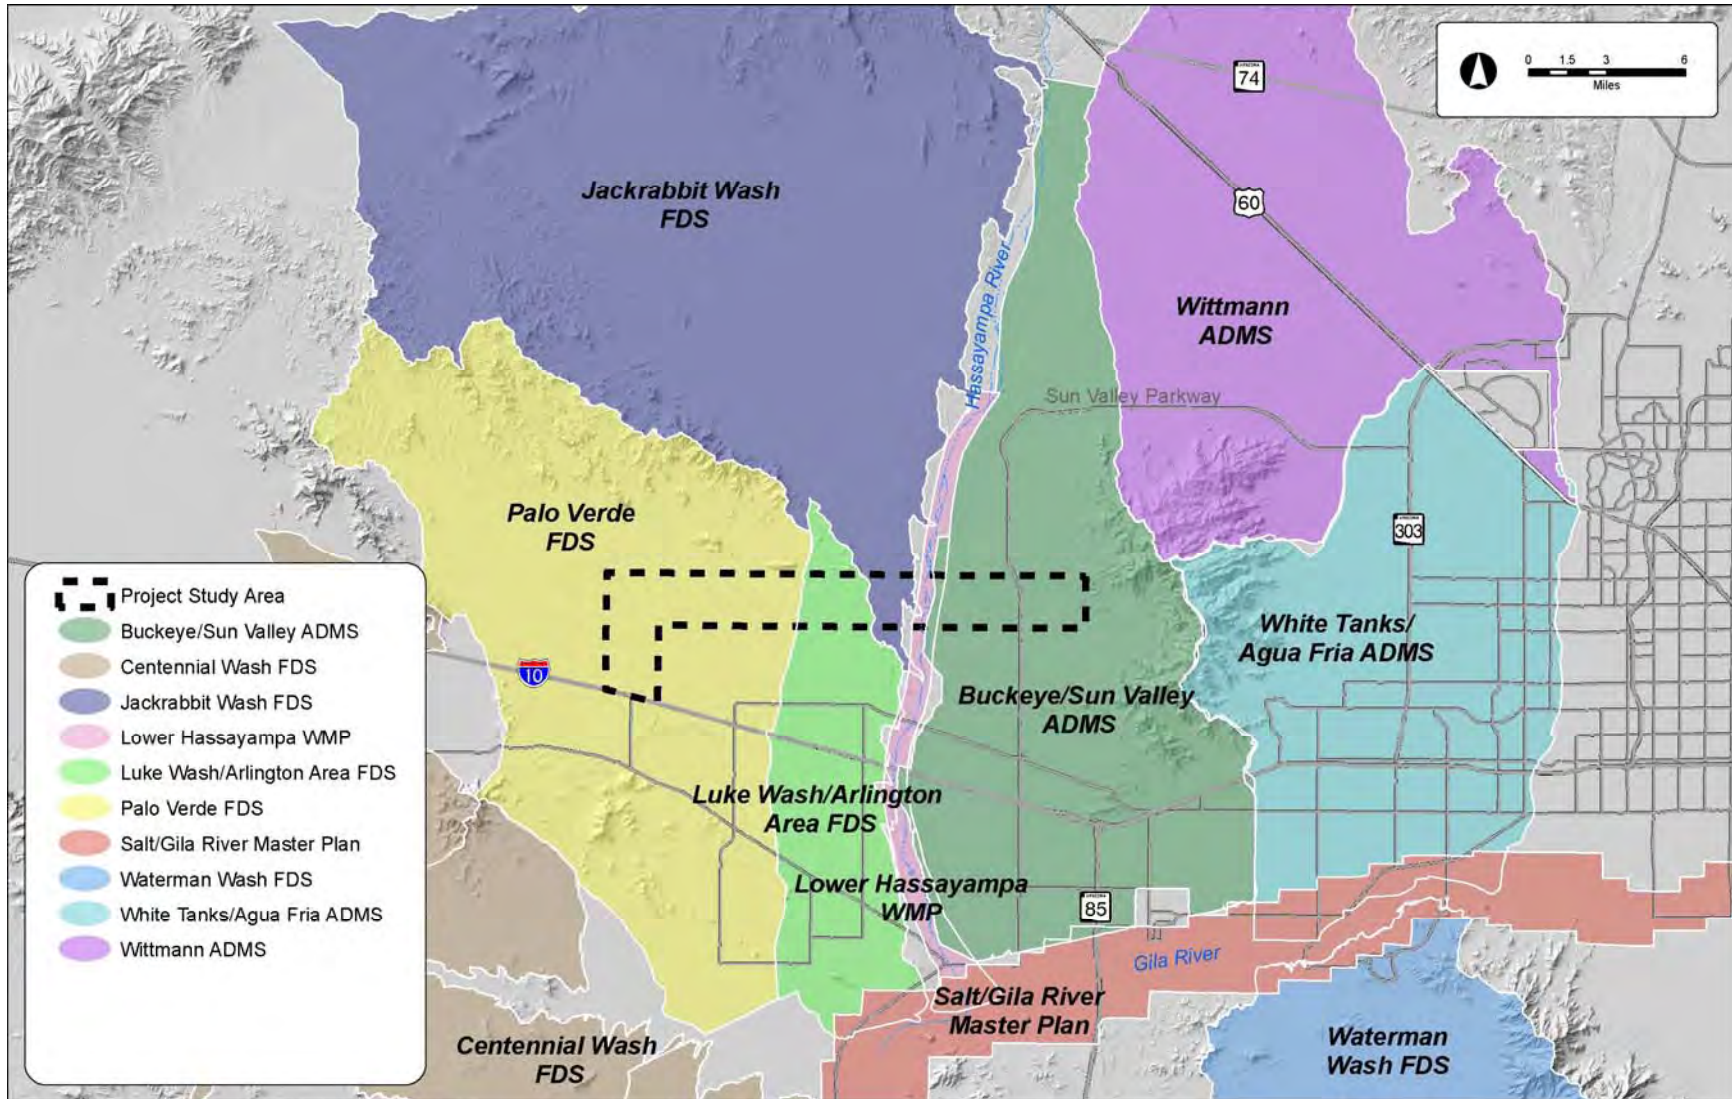 ARIZONA
74
0 1.5 3 6
Miles
Jackrabbit Wash
FDS
60
Hassayampa River
Wittmann
ADMS
Sun Valley Parkway
Palo Verde
FDS
303
Project Study Area
Buckeye/Sun Valley ADMS
Centennial Wash FDS
Jackrabbit Wash FDS
Lower Hassayampa WMP
Luke Wash/Arlington Area FDS
Palo Verde FDS
Salt/Gila River Master Plan
Waterman Wash FDS
White Tanks/Agua Fria ADMS
Wittmann ADMS
10
White Tanks/
Agua Fria ADMS
Buckeye/Sun Valley
ADMS
Luke Wash/Arlington
Area FDS
Lower Hassayampa
WMP
85
Gila River
Salt/Gila River
Master Plan
Centennial Wash
FDS
Waterman
Wash FDS